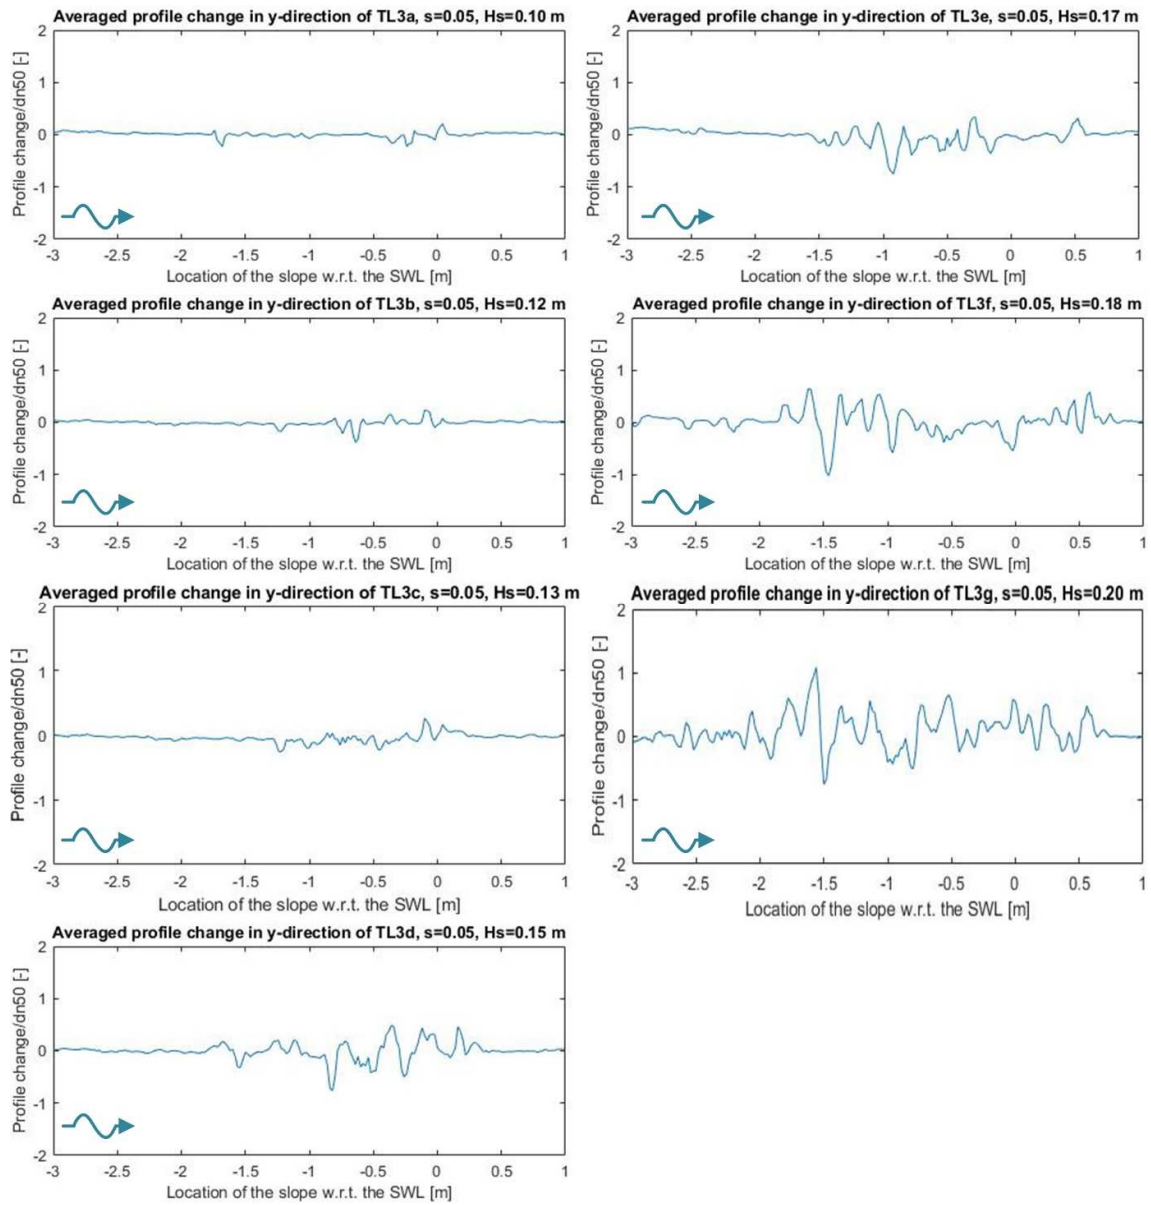 Averaged profile change in y-direction of TL3a, s=0.05, Hs=0.10 m
2
1
0
-1
-2
Profile change/dn50 [-]
-3 -2.5 -2 -1.5 -1 -0.5 0 0.5 1
Location of the slope w.r.t. the SWL [m]
Averaged profile change in y-direction of TL3b, s=0.05, Hs=0.12 m
2
1
0
-1
-2
Profile change/dn50 [-]
-3 -2.5 -2 -1.5 -1 -0.5 0 0.5 1
Location of the slope w.r.t. the SWL [m]
Averaged profile change in y-direction of TL3c, s=0.05, Hs=0.13 m
2
1
0
-1
-2
Profile change/dn50 [-]
-3 -2.5 -2 -1.5 -1 -0.5 0 0.5 1
Location of the slope w.r.t. the SWL [m]
Averaged profile change in y-direction of TL3d, s=0.05, Hs=0.15 m
2
1
0
-1
-2
Profile change/dn50 [-]
-3 -2.5 -2 -1.5 -1 -0.5 0 0.5 1
Location of the slope w.r.t. the SWL [m]
Averaged profile change in y-direction of TL3e, s=0.05, Hs=0.17 m
2
1
0
-1
-2
Profile change/dn50 [-]
-3 -2.5 -2 -1.5 -1 -0.5 0 0.5 1
Location of the slope w.r.t. the SWL [m]
Averaged profile change in y-direction of TL3f, s=0.05, Hs=0.18 m
2
1
0
-1
-2
Profile change/dn50 [-]
-3 -2.5 -2 -1.5 -1 -0.5 0 0.5 1
Location of the slope w.r.t. the SWL [m]
Averaged profile change in y-direction of TL3g, s=0.05, Hs=0.20 m
2
1
0
-1
-2
Profile change/dn50 [-]
-3 -2.5 -2 -1.5 -1 -0.5 0 0.5 1
Location of the slope w.r.t. the SWL [m]